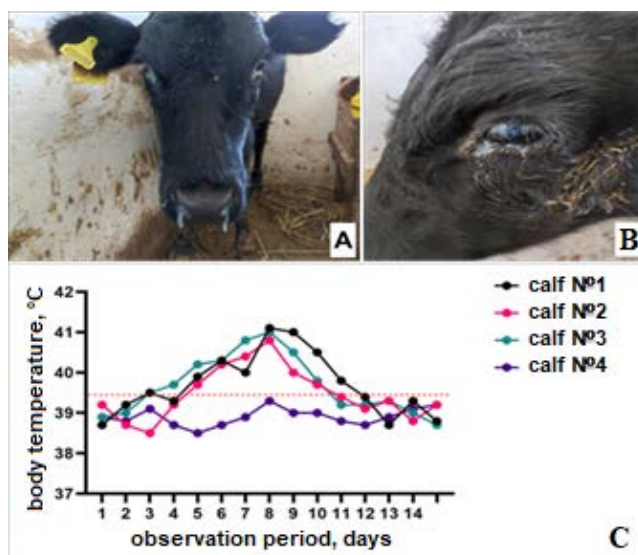 A
B
calf №1
calf №2
calf №3
calf №4
body temperature, °C
42
41
40
39
38
37
1 2 3 4 5 6 7 8 9 10 11 12 13 14
observation period, days
C